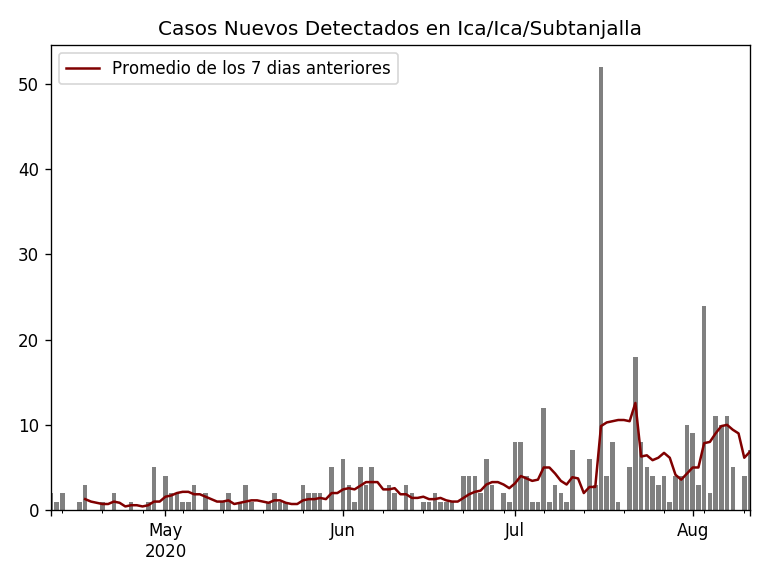 Casos Nuevos Detectados en Ica/Ica/Subtanjalla
Promedio de los 7 dias anteriores
50
40
30
20
10
0
May Jun Jul Aug
2020